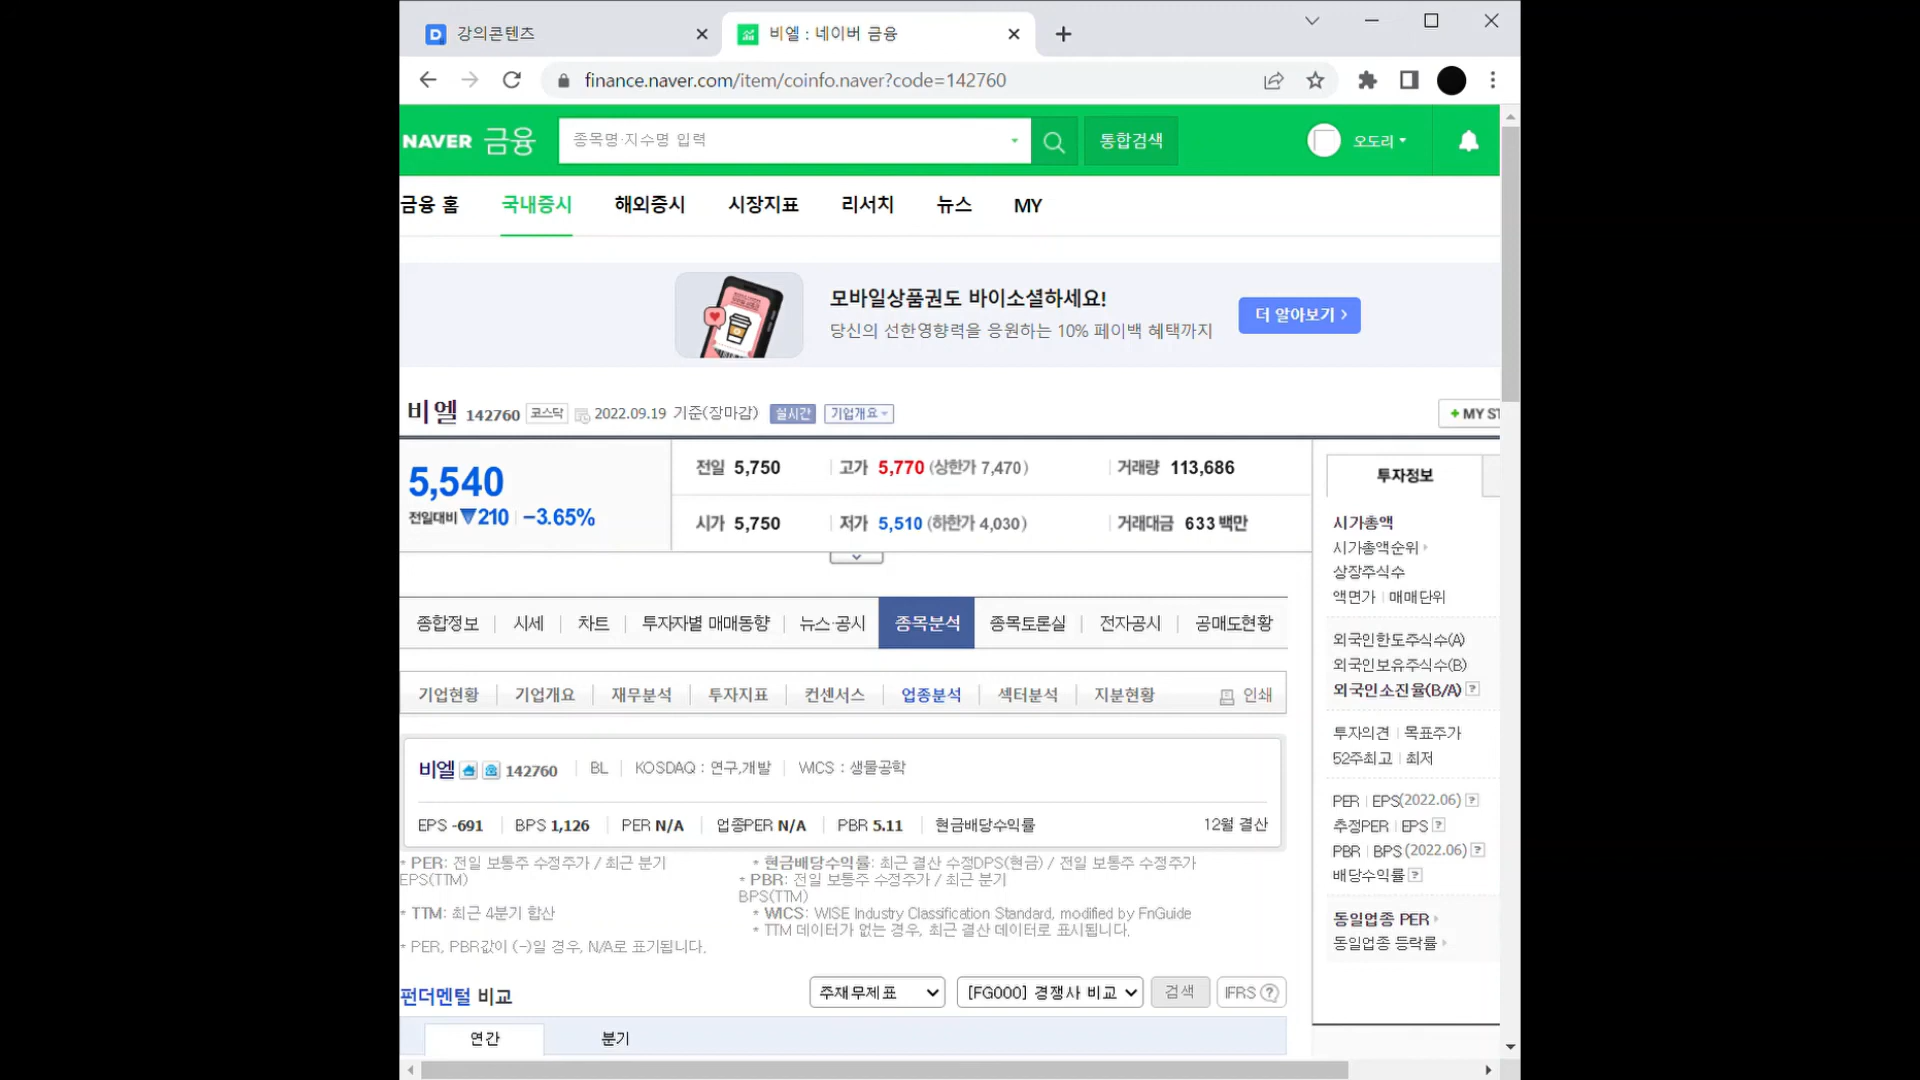 강의콘텐츠
비엘 : 네이버 금융
finance.naver.com/item/coinfo.naver?code=142760
NAVER 금융 종목명·지수명 입력 통합검색 오도리
금융 홈 국내증시 해외증시 시장지표 리서치 뉴스 MY
모바일상품권도 바이소셜하세요!
당신의 선한영향력을 응원하는 10% 페이백 혜택까지
더 알아보기 >
비엘 142760 코스닥 2022.09.19 기준(장마감) 실시간 기업개요 + MY ST
5,540
전일대비 ▼210 | −3.65%
전일 5,750 | 고가 5,770 (상한가 7,470) | 거래량 113,686
시가 5,750 | 저가 5,510 (하한가 4,030) | 거래대금 633 백만
종합정보 | 시세 | 차트 | 투자자별 매매동향 | 뉴스·공시 종목분석 종목토론실 | 전자공시 | 공매도현황
기업현황 | 기업개요 | 재무분석 | 투자지표 | 컨센서스 | 업종분석 | 섹터분석 | 지분현황 인쇄
비엘 142760 | BL | KOSDAQ : 연구,개발 | WICS : 생물공학
EPS -691 | BPS 1,126 | PER N/A | 업종PER N/A | PBR 5.11 | 현금배당수익률 12월 결산
* PER: 전일 보통주 수정주가 / 최근 분기
EPS(TTM)
* 현금배당수익률: 최근 결산 수정DPS(현금) / 전일 보통주 수정주가
* PBR: 전일 보통주 수정주가 / 최근 분기
BPS(TTM)
* TTM: 최근 4분기 합산
* WICS: WISE Industry Classification Standard, modified by FnGuide
* TTM 데이터가 없는 경우, 최근 결산 데이터로 표시됩니다.
* PER, PBR값이 (-)일 경우, N/A로 표기됩니다.
펀더멘털 비교 주재무제표 [FG000] 경쟁사 비교 검색 IFRS ?
연간 분기
투자정보
시가총액
시가총액순위
상장주식수
액면가 | 매매단위
외국인한도주식수(A)
외국인보유주식수(B)
외국인소진율(B/A) ?
투자의견 | 목표주가
52주최고 | 최저
PER | EPS(2022.06) ?
추정PER | EPS ?
PBR | BPS (2022.06) ?
배당수익률 ?
동일업종 PER
동일업종 등락률